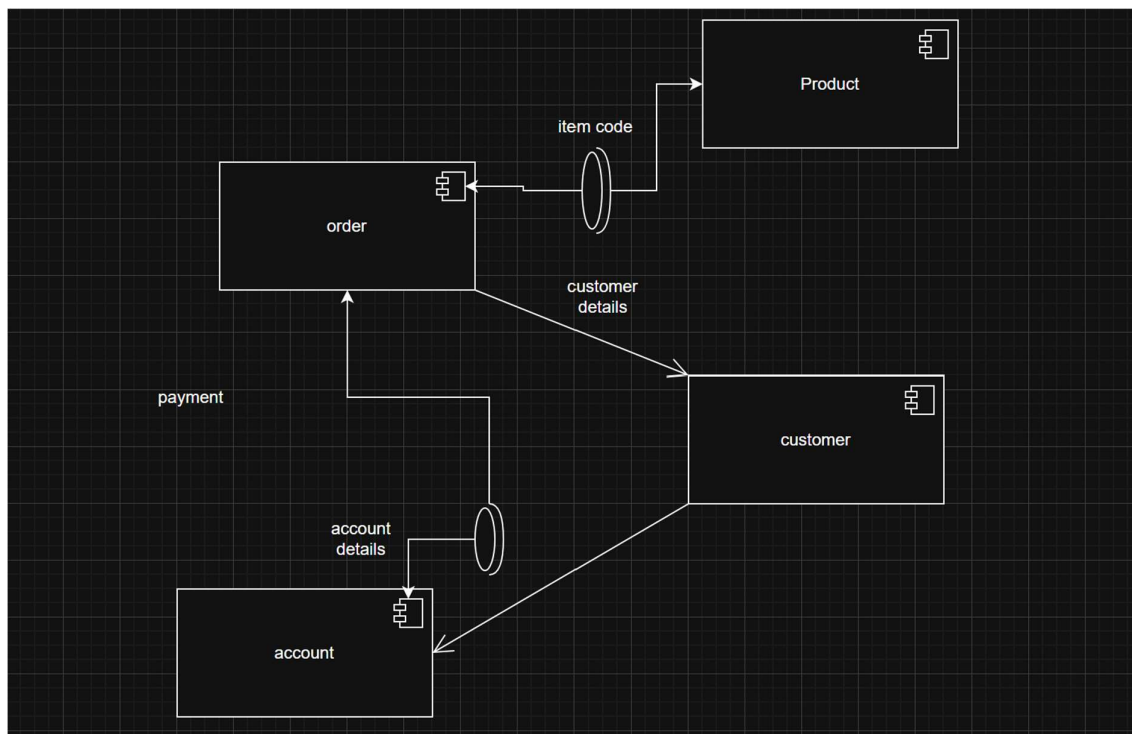 Product
item code
order
customer
details
payment
customer
account
details
account